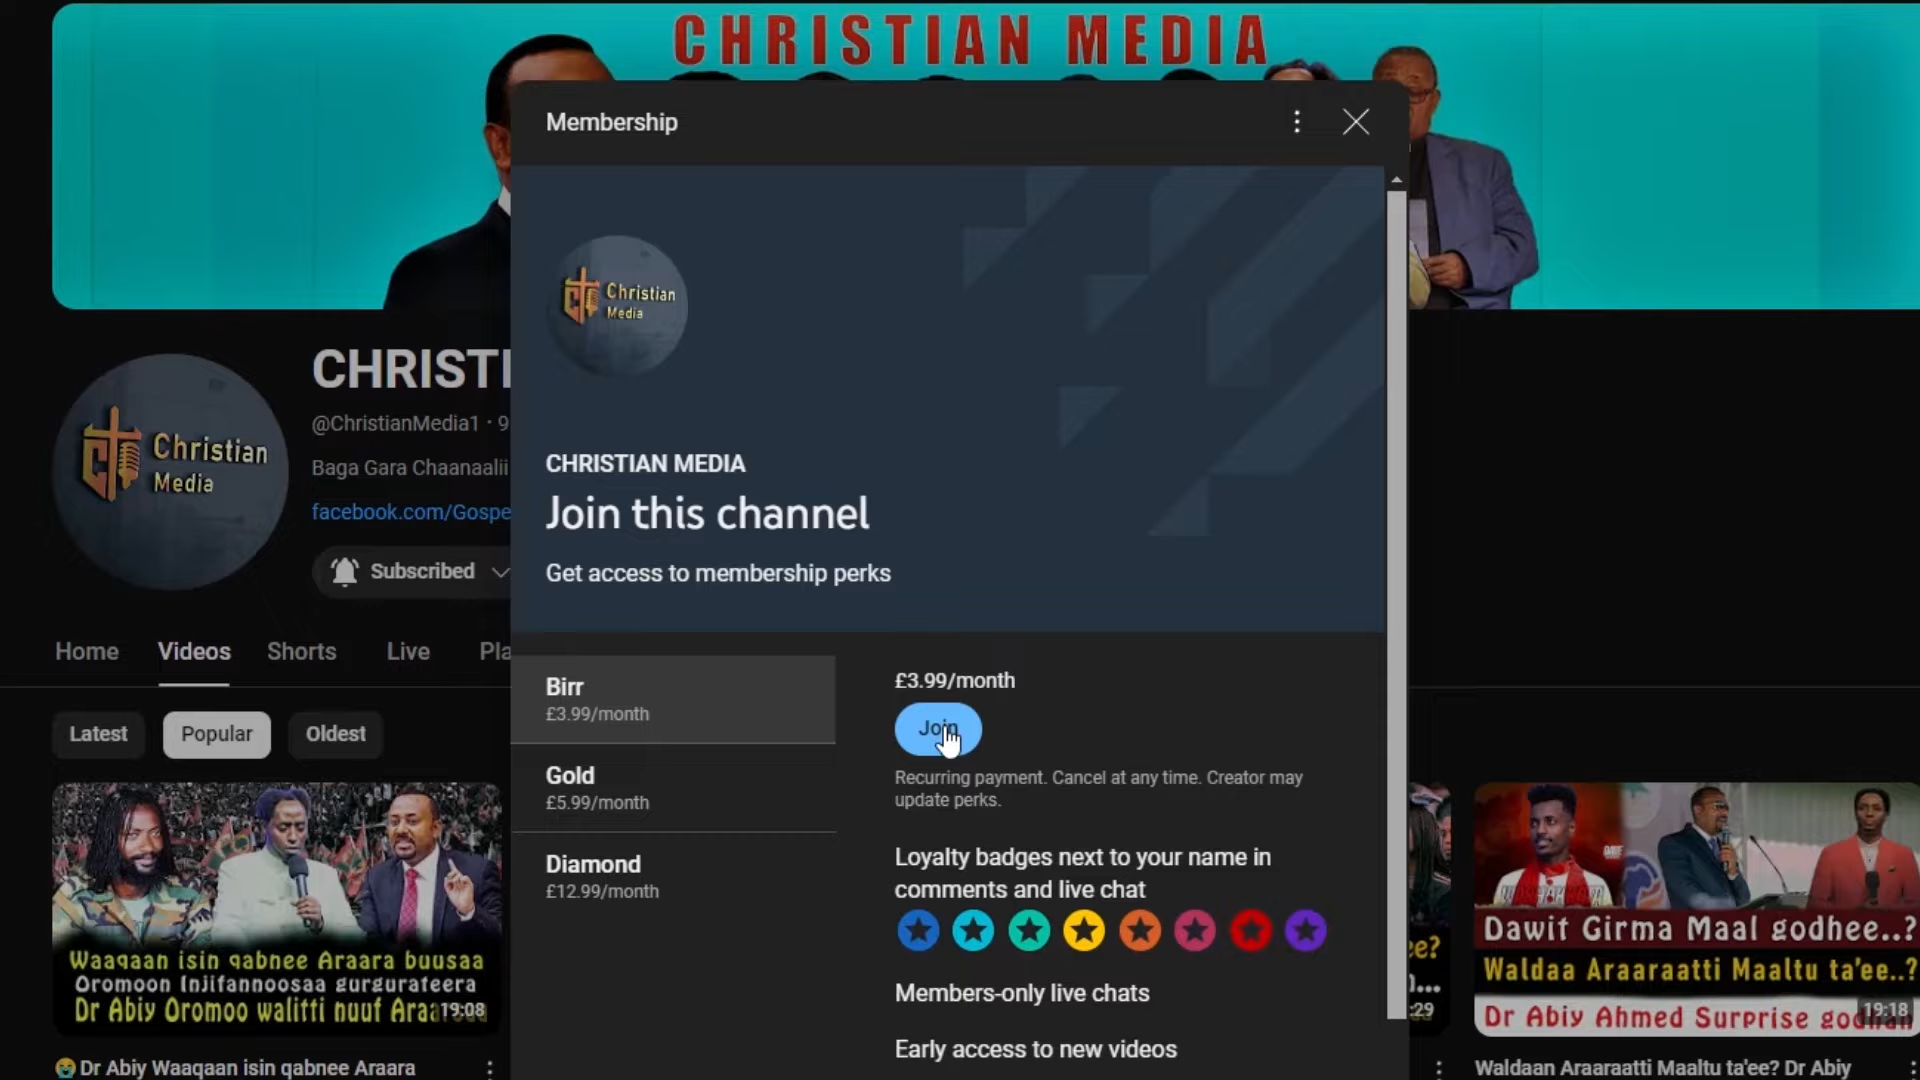 CHRISTIAN MEDIA
Membership
Christian
Media
CHRISTI
@ChristianMedia1 · 9
Baga Gara Chaanaalii
facebook.com/Gospe
Subscribed
Christian
Media
CHRISTIAN MEDIA
Join this channel
Get access to membership perks
Home
Videos
Shorts
Live
Pla
Latest
Popular
Oldest
Birr
£3.99/month
Gold
£5.99/month
Diamond
£12.99/month
£3.99/month
Join
Recurring payment. Cancel at any time. Creator may
update perks.
Loyalty badges next to your name in
comments and live chat
Members-only live chats
Early access to new videos
Waaqaan isin qabnee Araara buusaa
Oromoon Injifannoosaa gurgurateera
Dr Abiy Oromoo walitti nuuf Araa
19:08
😭 Dr Abiy Waaqaan isin qabnee Araara
ee?
:29
Dawit Girma Maal godhee..?
Waldaa Araaraatti Maaltu ta'ee..?
Dr Abiy Ahmed Surprise
19:18
Waldaan Araaraatti Maaltu ta'ee? Dr Abiy